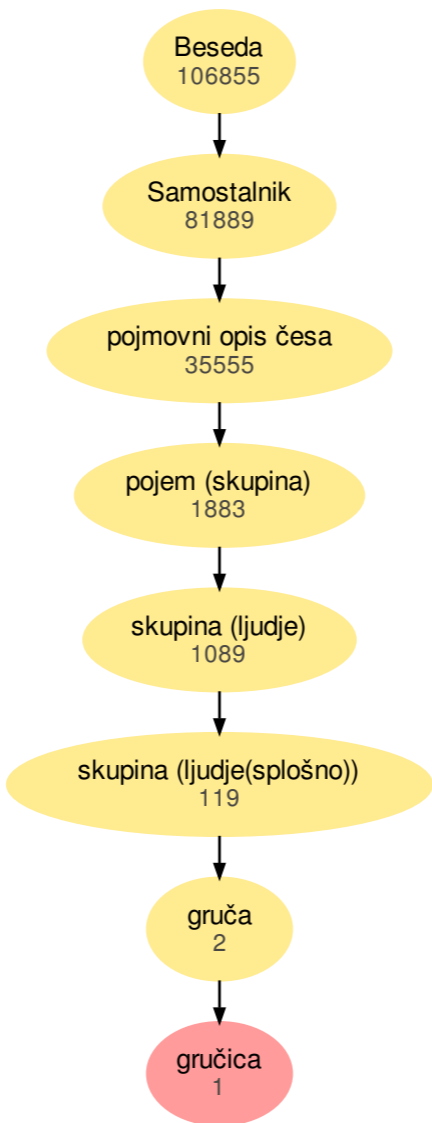 Beseda
106855
Samostalnik
81889
pojmovni opis česa
35555
pojem (skupina)
1883
skupina (ljudje)
1089
skupina (ljudje(splošno))
119
gruča
2
gručica
1